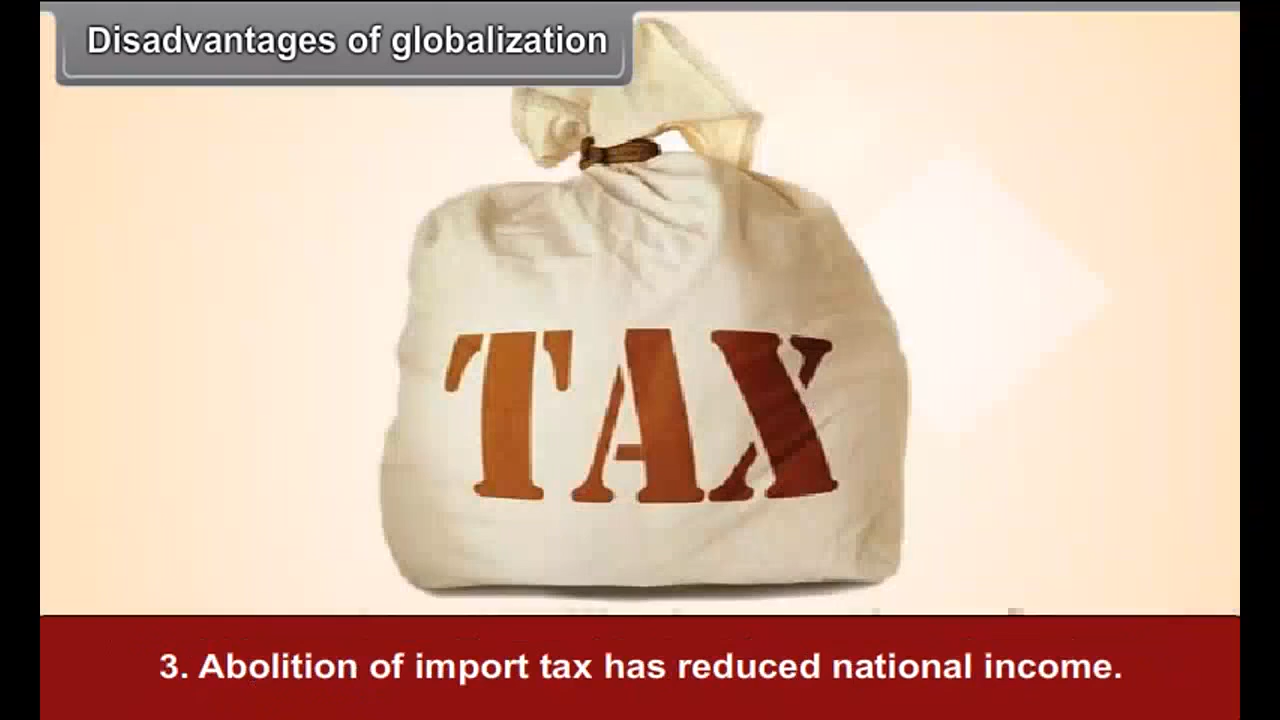 Disadvantages of globalization
TAX
3. Abolition of import tax has reduced national income.